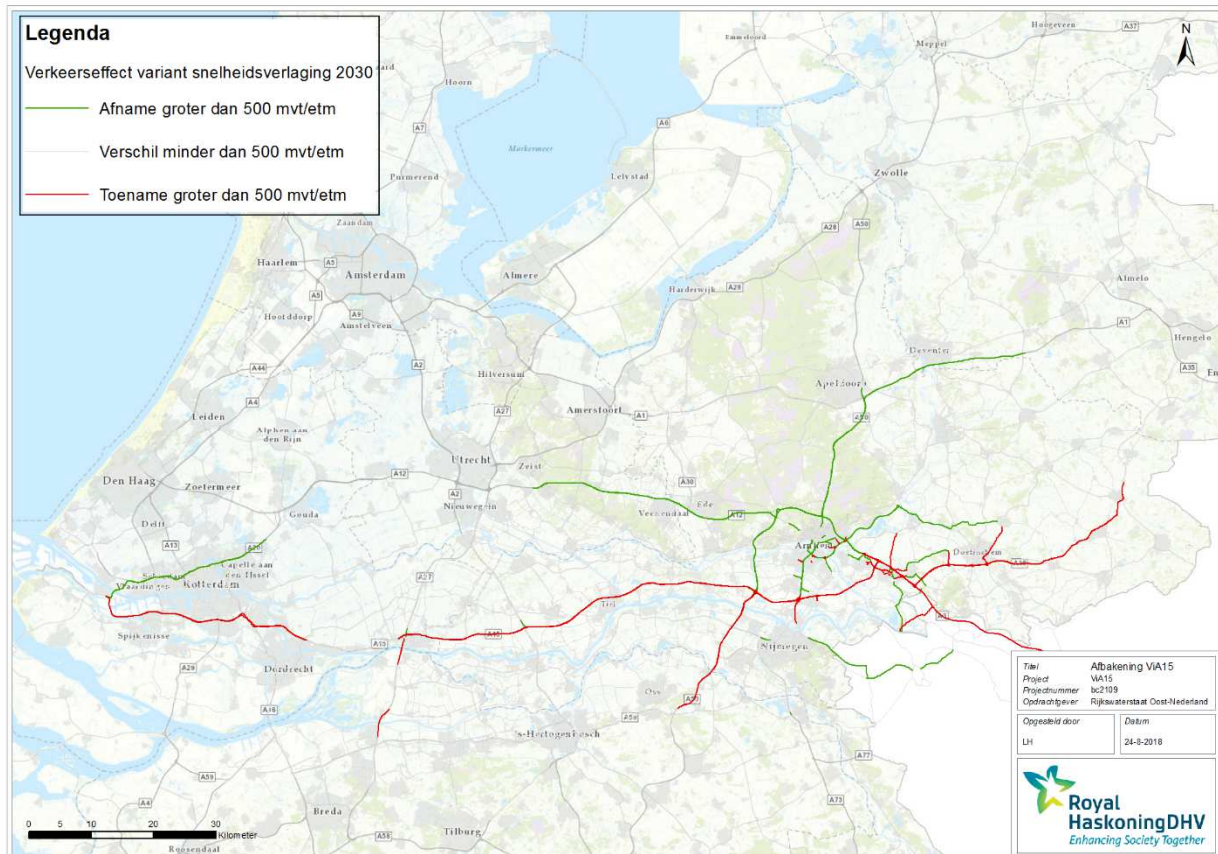 Legenda
Verkeerseffect variant snelheidsverlaging 2030
Afname groter dan 500 mvt/etm
Verschil minder dan 500 mvt/etm
Toename groter dan 500 mvt/etm
N
Hoogeveen
A37
Emmeloord
Meppel
Hoorn
A7
A6
Markermeer
Purmerend
Lelystad
Zwolle
Zaandam
A28
A50
Haarlem
A5
Amsterdam
Almere
Harderwijk
A28
Almelo
A5
Hoofddorp
A9
Amstelveen
A1
Hengelo
A2
Deventer
A35
Hilversum
Apeldoorn
A44
A4
Leiden
A27
Amersfoort
A1
A50
Alphen aan
den Rijn
Utrecht
Zeist
Den Haag
Zoetermeer
A12
A2
Nieuwegein
A30
Ede
Veenendaal
A12
Gouda
Delft
A13
A20
Arnhem
Doetinchem
Schiedam
Capelle aan
den IJssel
Vlaardingen
Rotterdam
A27
Tiel
A18
Spijkenisse
A15
A15
Nijmegen
Dordrecht
A29
Oss
A16
A59
A50
's-Hertogenbosch
A77
A59
A73
A4
Breda
A58
Tilburg
Roosendaal
0 5 10 20 30
Kilometer
Titel Afbakening ViA15
Project ViA15
Projectnummer bc2109
Opdrachtgever Rijkswaterstaat Oost-Nederland
Opgesteld door Datum
LH 24-8-2018
Royal
HaskoningDHV
Enhancing Society Together